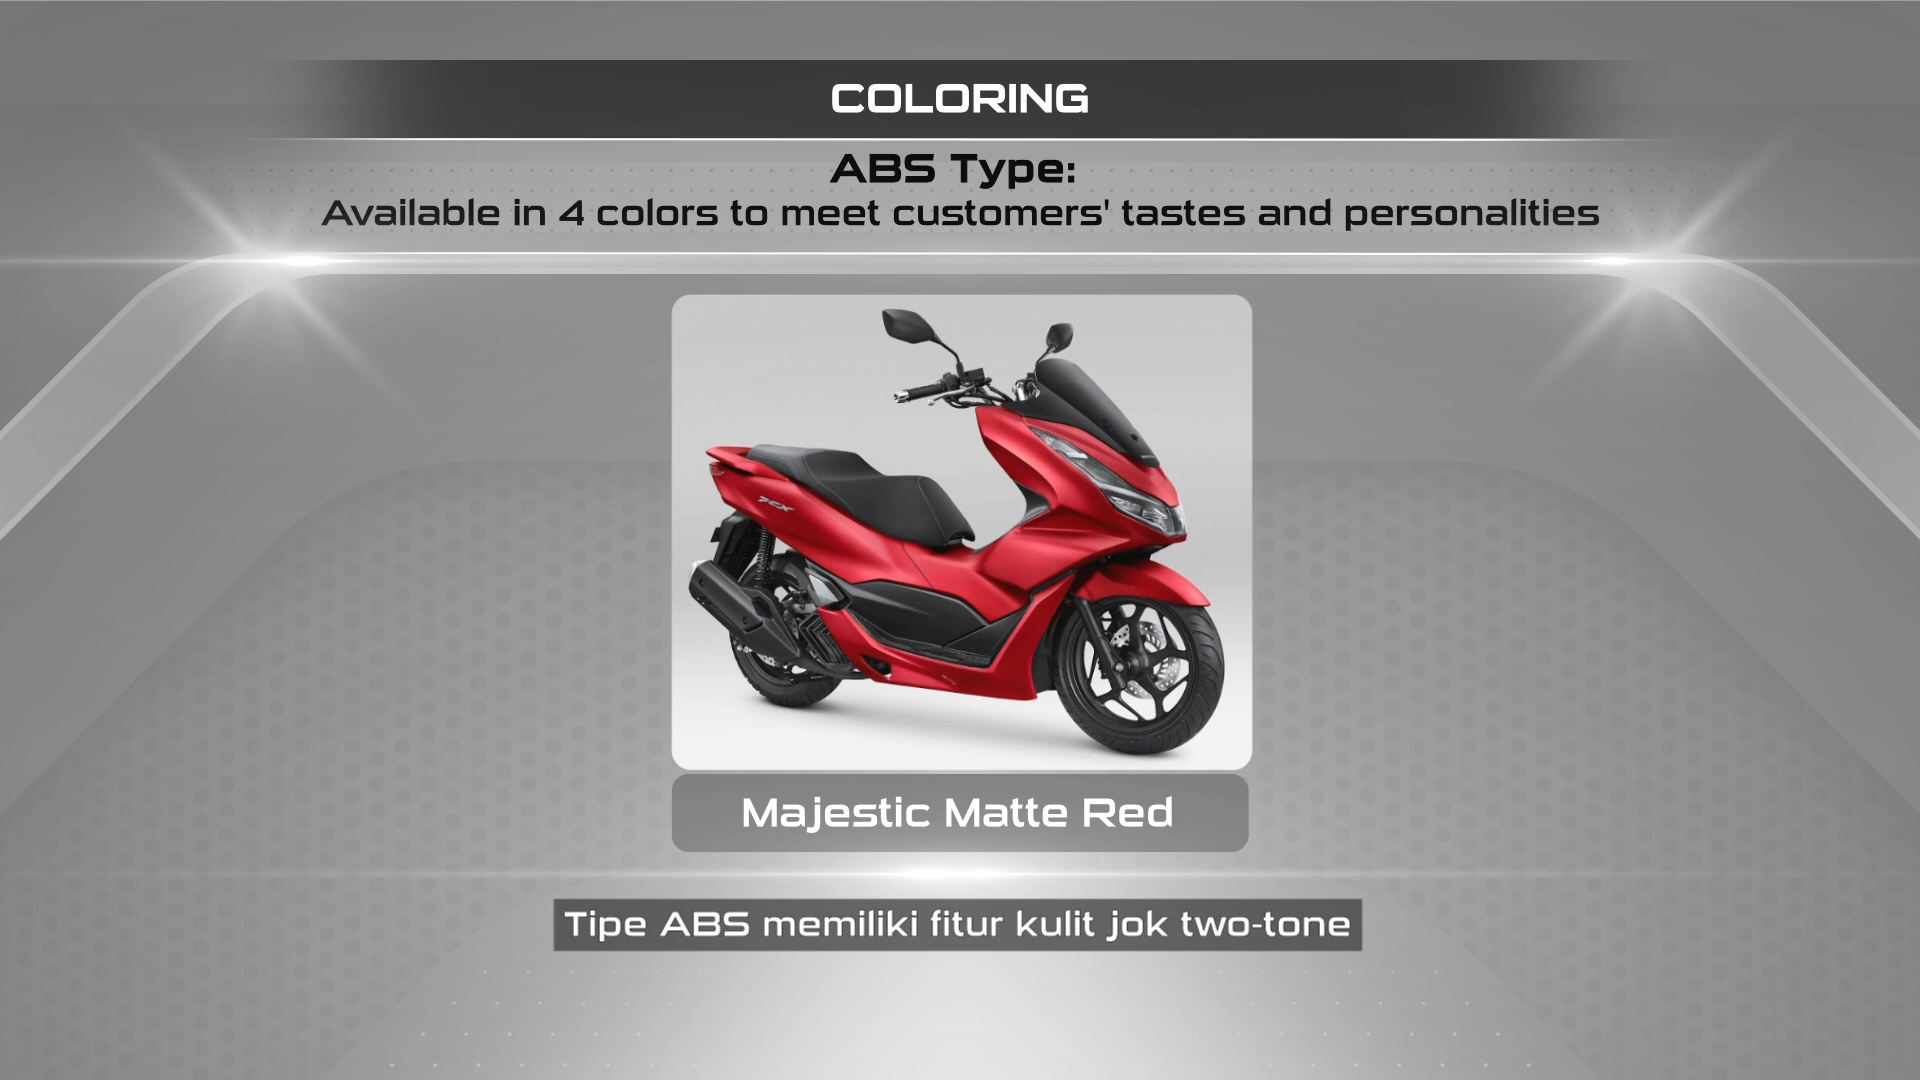 COLORING
ABS Type:
Available in 4 colors to meet customers' tastes and personalities
PCX
Majestic Matte Red
Tipe ABS memiliki fitur kulit jok two-tone